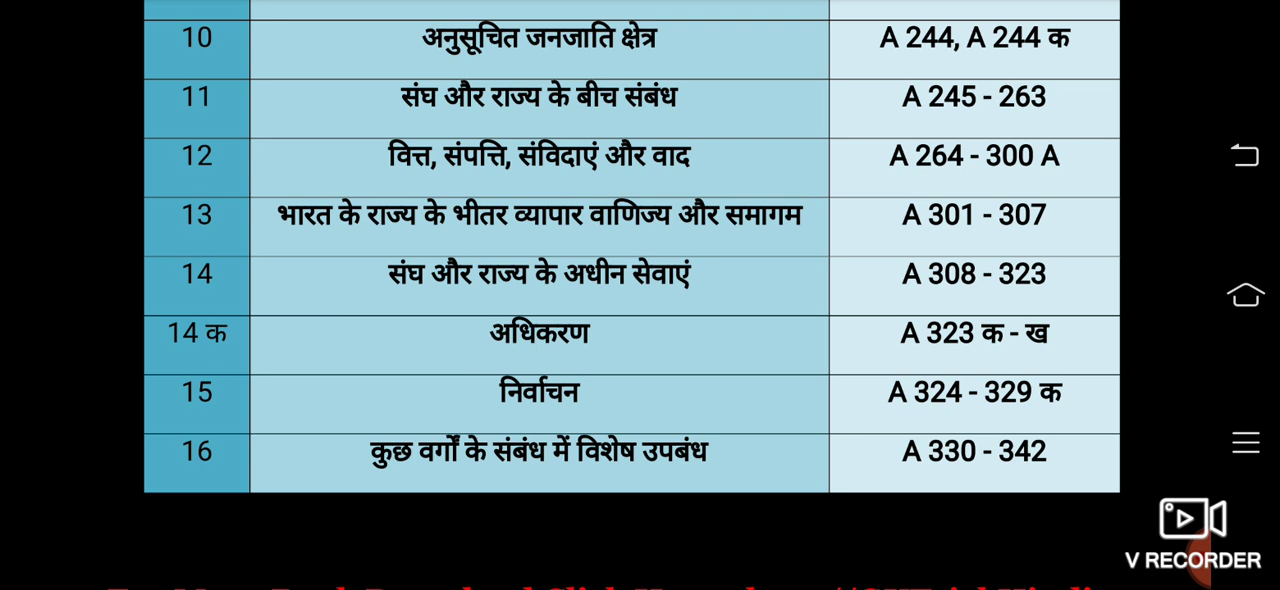 10 अनुसूचित जनजाति क्षेत्र A 244, A 244 क
11 संघ और राज्य के बीच संबंध A 245 - 263
12 वित्त, संपत्ति, संविदाएं और वाद A 264 - 300 A
13 भारत के राज्य के भीतर व्यापार वाणिज्य और समागम A 301 - 307
14 संघ और राज्य के अधीन सेवाएं A 308 - 323
14 क अधिकरण A 323 क - ख
15 निर्वाचन A 324 - 329 क
16 कुछ वर्गों के संबंध में विशेष उपबंध A 330 - 342
V RECORDER